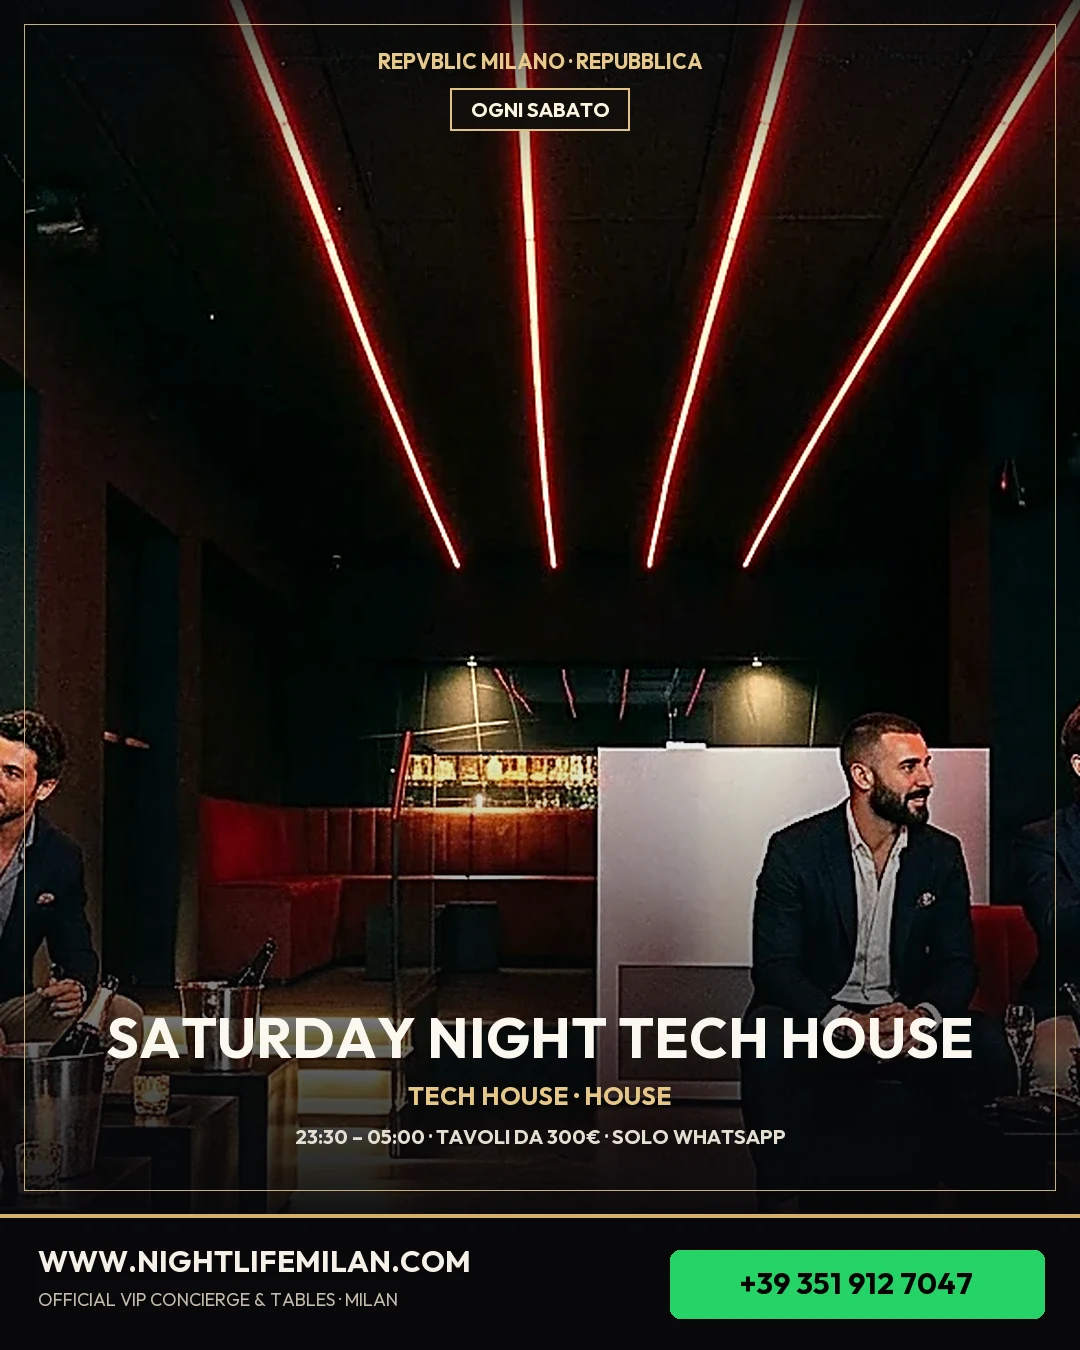 REPVBLIC MILANO · REPUBBLICA
OGNI SABATO
SATURDAY NIGHT TECH HOUSE
TECH HOUSE · HOUSE
23:30 – 05:00 · TAVOLI DA 300€ · SOLO WHATSAPP
WWW.NIGHTLIFEMILAN.COM
OFFICIAL VIP CONCIERGE & TABLES · MILAN
+39 351 912 7047